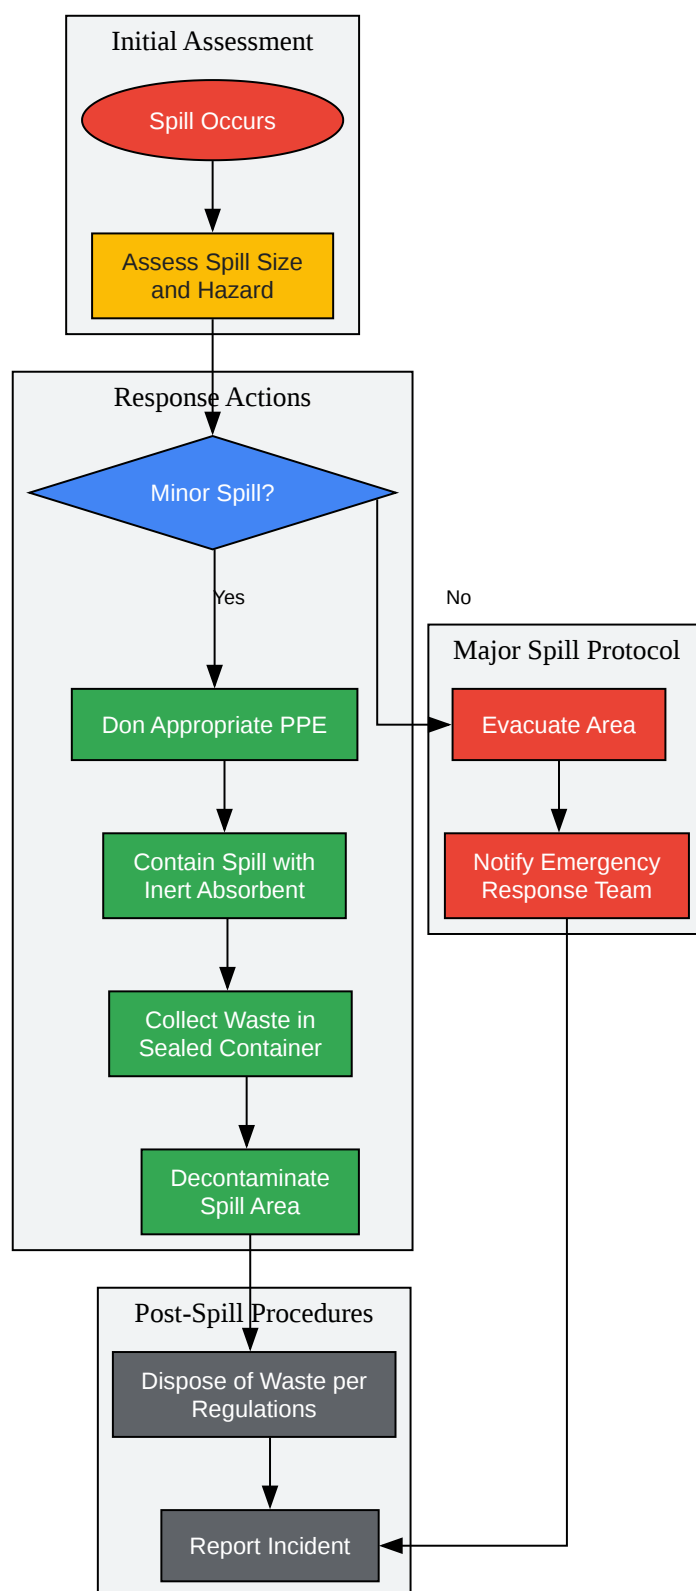 Initial Assessment
Spill Occurs
Assess Spill Size
and Hazard
Response Actions
Minor Spill?
Yes
No
Major Spill Protocol
Don Appropriate PPE
Evacuate Area
Contain Spill with
Inert Absorbent
Notify Emergency
Response Team
Collect Waste in
Sealed Container
Decontaminate
Spill Area
Post-Spill Procedures
Dispose of Waste per
Regulations
Report Incident